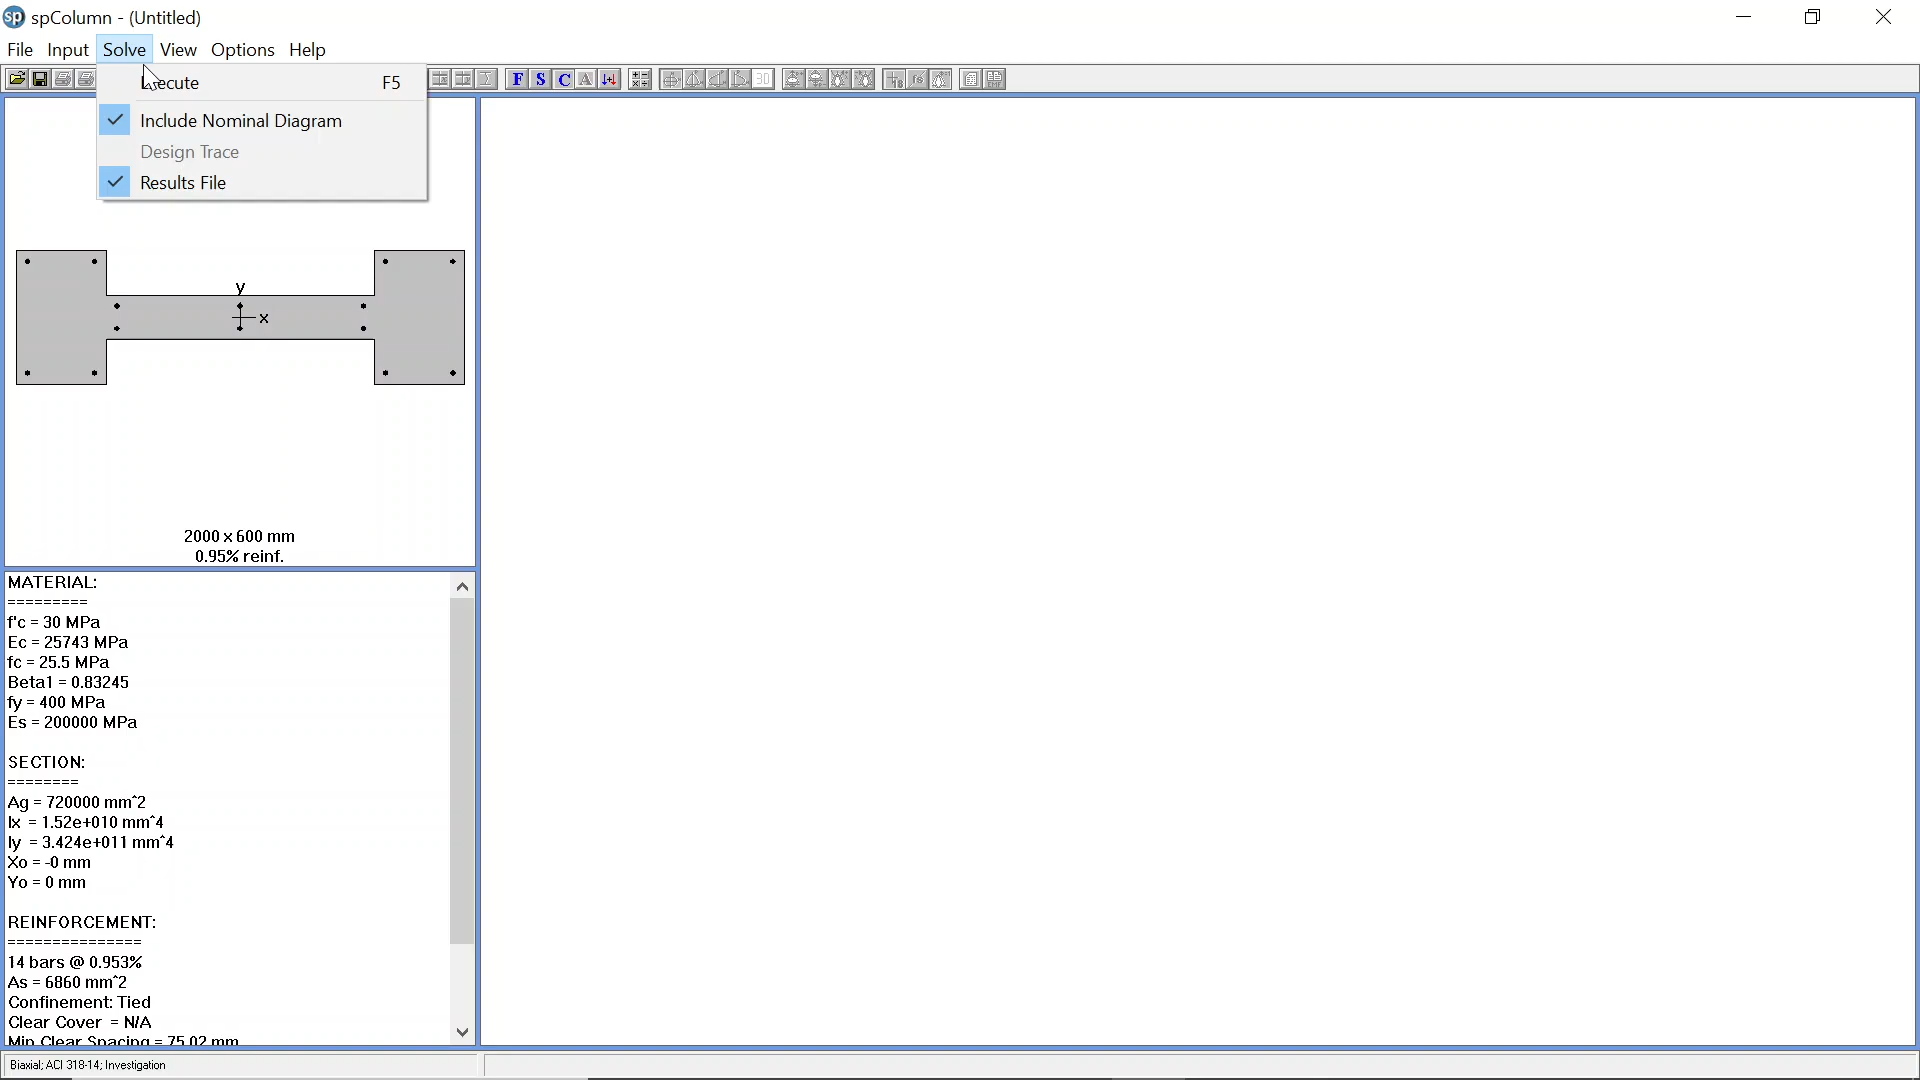 spColumn - (Untitled)
File Input Solve View Options Help
F S C A
Execute F5
Include Nominal Diagram
Design Trace
Results File
y
x
2000 x 600 mm
0.95% reinf.
MATERIAL:
=========
f'c = 30 MPa
Ec = 25743 MPa
fc = 25.5 MPa
Beta1 = 0.83245
fy = 400 MPa
Es = 200000 MPa
SECTION:
========
Ag = 720000 mm^2
Ix = 1.52e+010 mm^4
Iy = 3.424e+011 mm^4
Xo = -0 mm
Yo = 0 mm
REINFORCEMENT:
===============
14 bars @ 0.953%
As = 6860 mm^2
Confinement: Tied
Clear Cover = N/A
Min Clear Spacing = 75.02 mm
Biaxial; ACI 318-14; Investigation